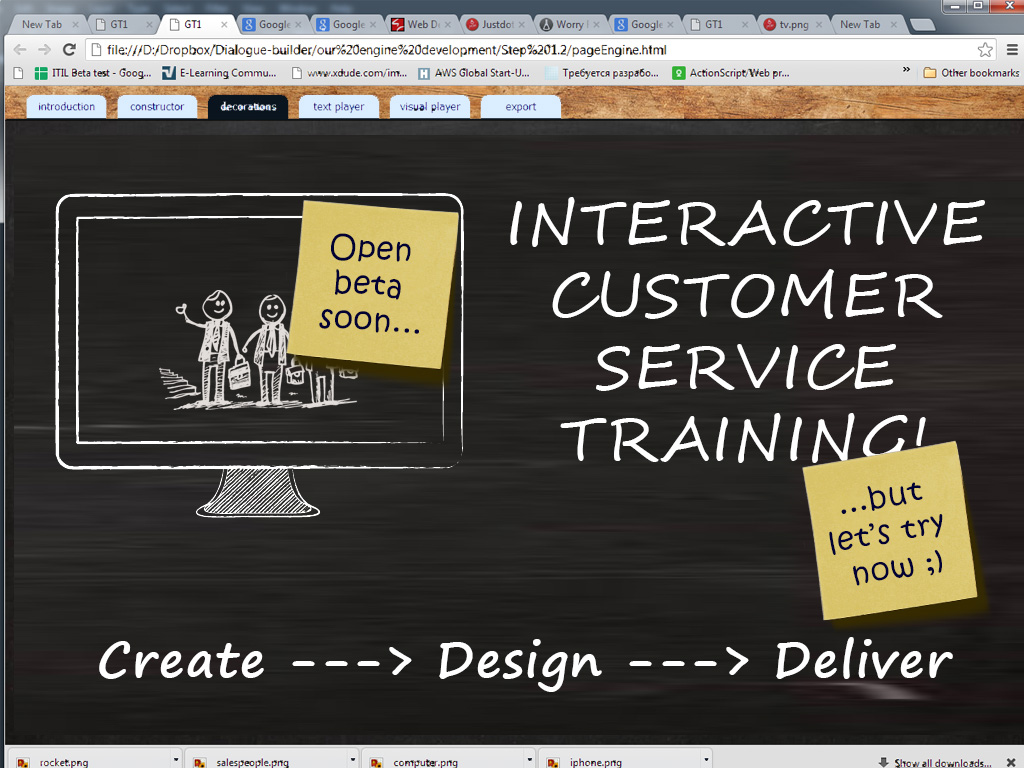 New Tab
GT1
GT1
Google
Google
Web D
Justdot
Worry
Google
GT1
tv.png
New Tab
file:///D:/Dropbox/Dialogue-builder/our%20engine%20development/Step%201.2/pageEngine.html
ITIL Beta test - Goog...
E-Learning Commu...
www.xdude.com/im...
AWS Global Start-U...
Требуется разрабо...
ActionScript/Web pr...
»
Other bookmarks
introduction
constructor
decorations
text player
visual player
export
Open
beta
soon...
INTERACTIVE
CUSTOMER
SERVICE
TRAINING!
...but
let's try
now ;)
Create ---> Design ---> Deliver
rocket.png
salespeople.png
computer.png
iphone.png
Show all downloads...